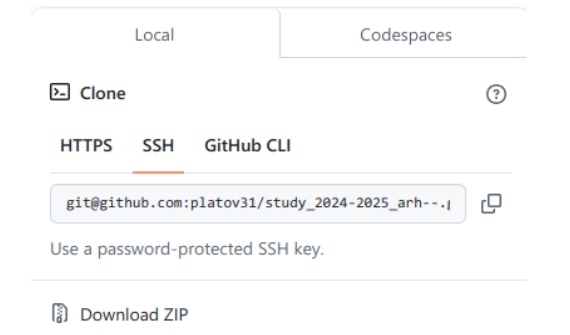 Local Codespaces
Clone
HTTPS SSH GitHub CLI
git@github.com:platov31/study_2024-2025_arh--.
Use a password-protected SSH key.
Download ZIP